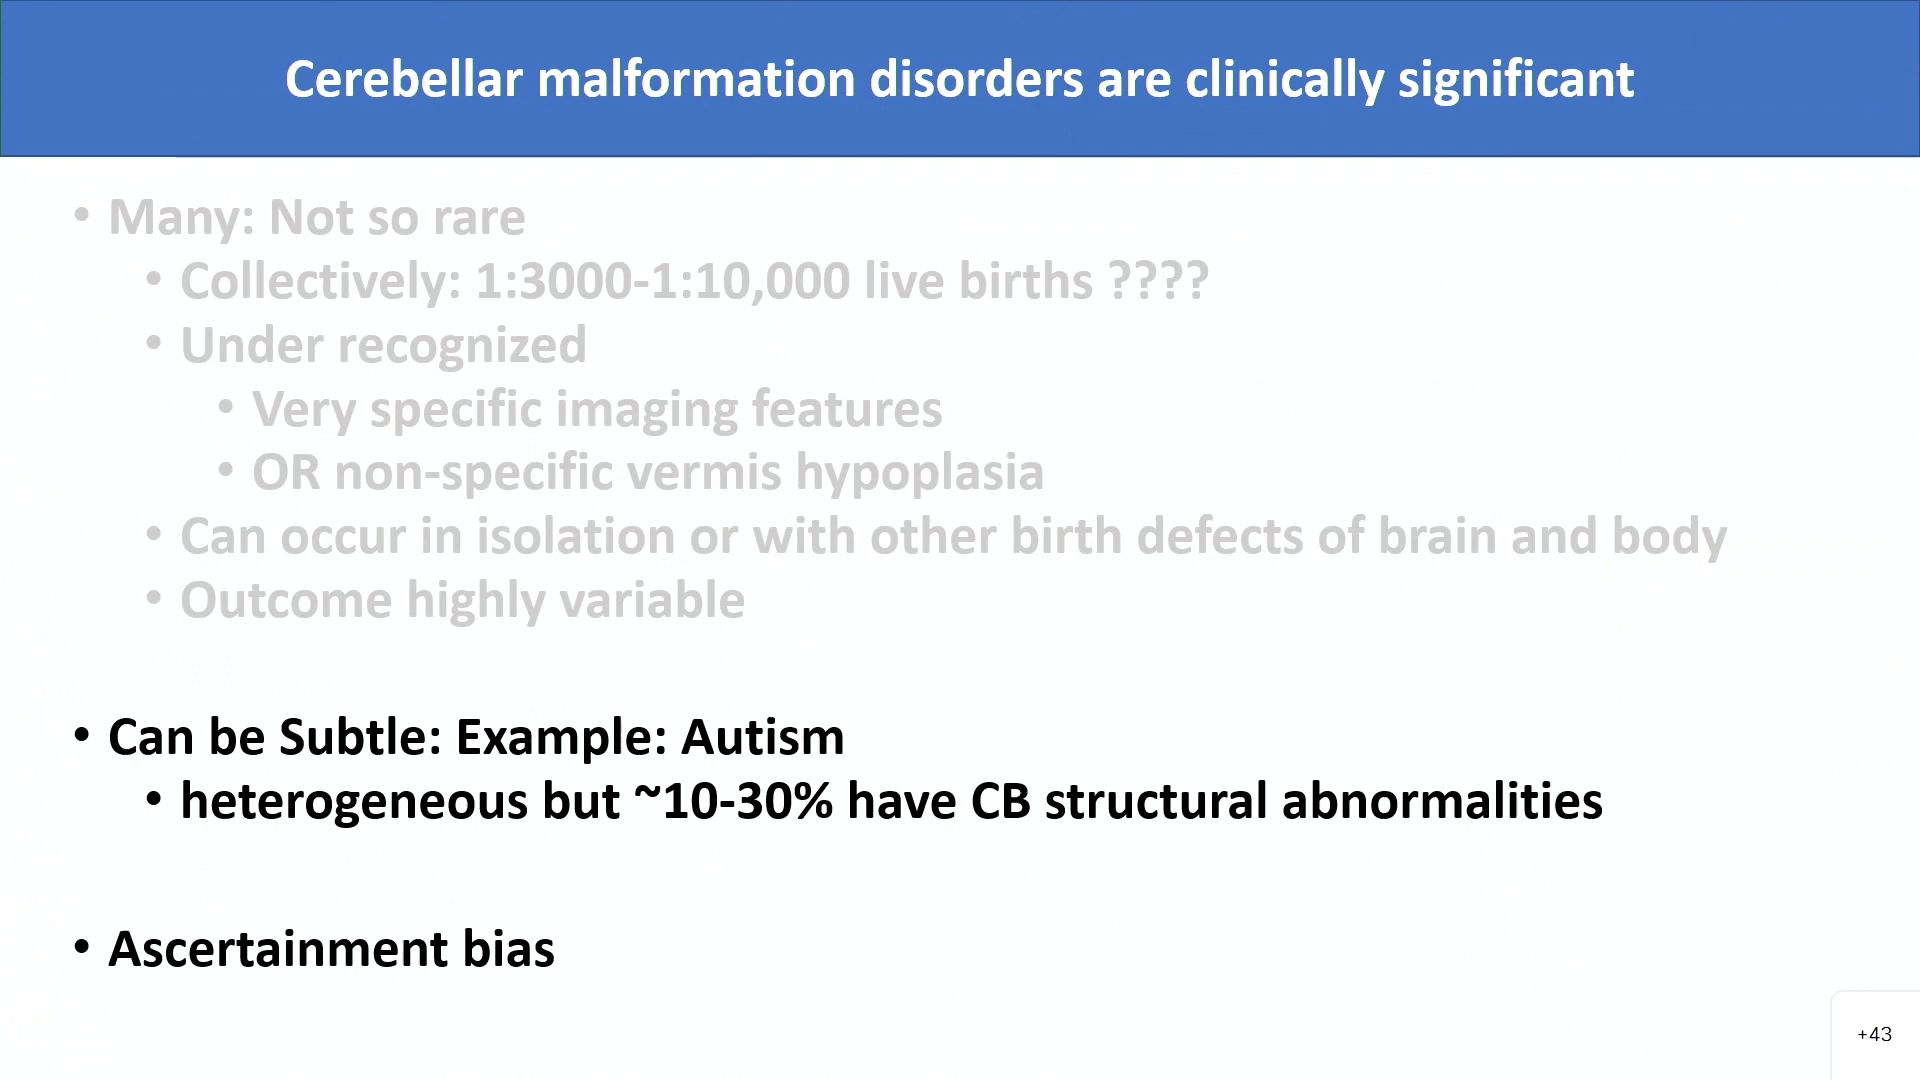 Cerebellar malformation disorders are clinically significant
• Many: Not so rare
• Collectively: 1:3000-1:10,000 live births ????
• Under recognized
• Very specific imaging features
• OR non-specific vermis hypoplasia
• Can occur in isolation or with other birth defects of brain and body
• Outcome highly variable
• Can be Subtle: Example: Autism
• heterogeneous but ~10-30% have CB structural abnormalities
• Ascertainment bias
+43